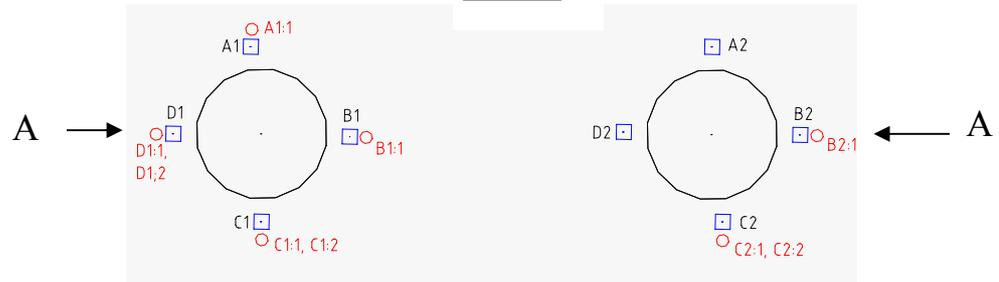 A1:1
A1
A2
D1
B1
B2
A
D1:1,
D1;2
B1:1
D2
B2:1
A
C1
C1:1, C1:2
C2
C2:1, C2:2